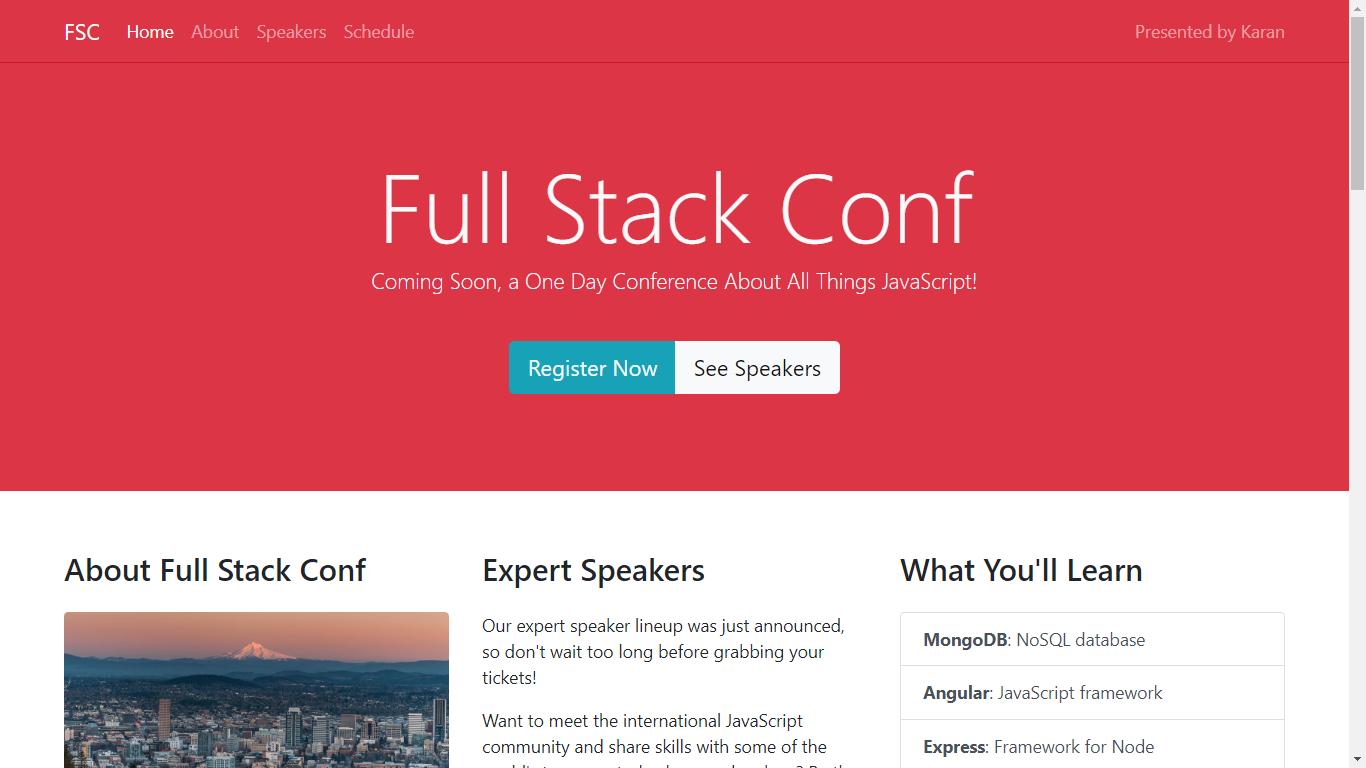 FSC Home About Speakers Schedule Presented by Karan
Full Stack Conf
Coming Soon, a One Day Conference About All Things JavaScript!
Register Now See Speakers
About Full Stack Conf
Expert Speakers
Our expert speaker lineup was just announced,
so don't wait too long before grabbing your
tickets!
Want to meet the international JavaScript
community and share skills with some of the
What You'll Learn
MongoDB: NoSQL database
Angular: JavaScript framework
Express: Framework for Node